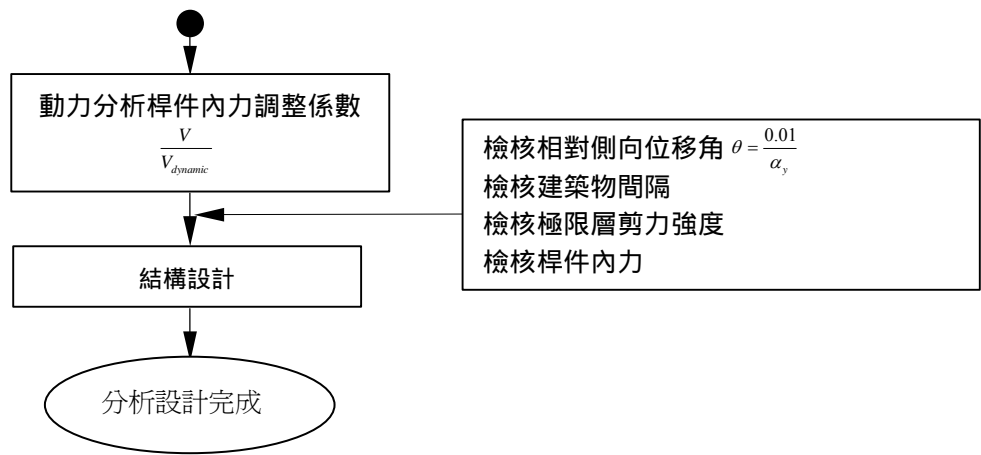 動力分析桿件內力調整係數
V / V_dynamic
檢核相對側向位移角 θ = 0.01 / α_y
檢核建築物間隔
檢核極限層剪力強度
檢核桿件內力
結構設計
分析設計完成